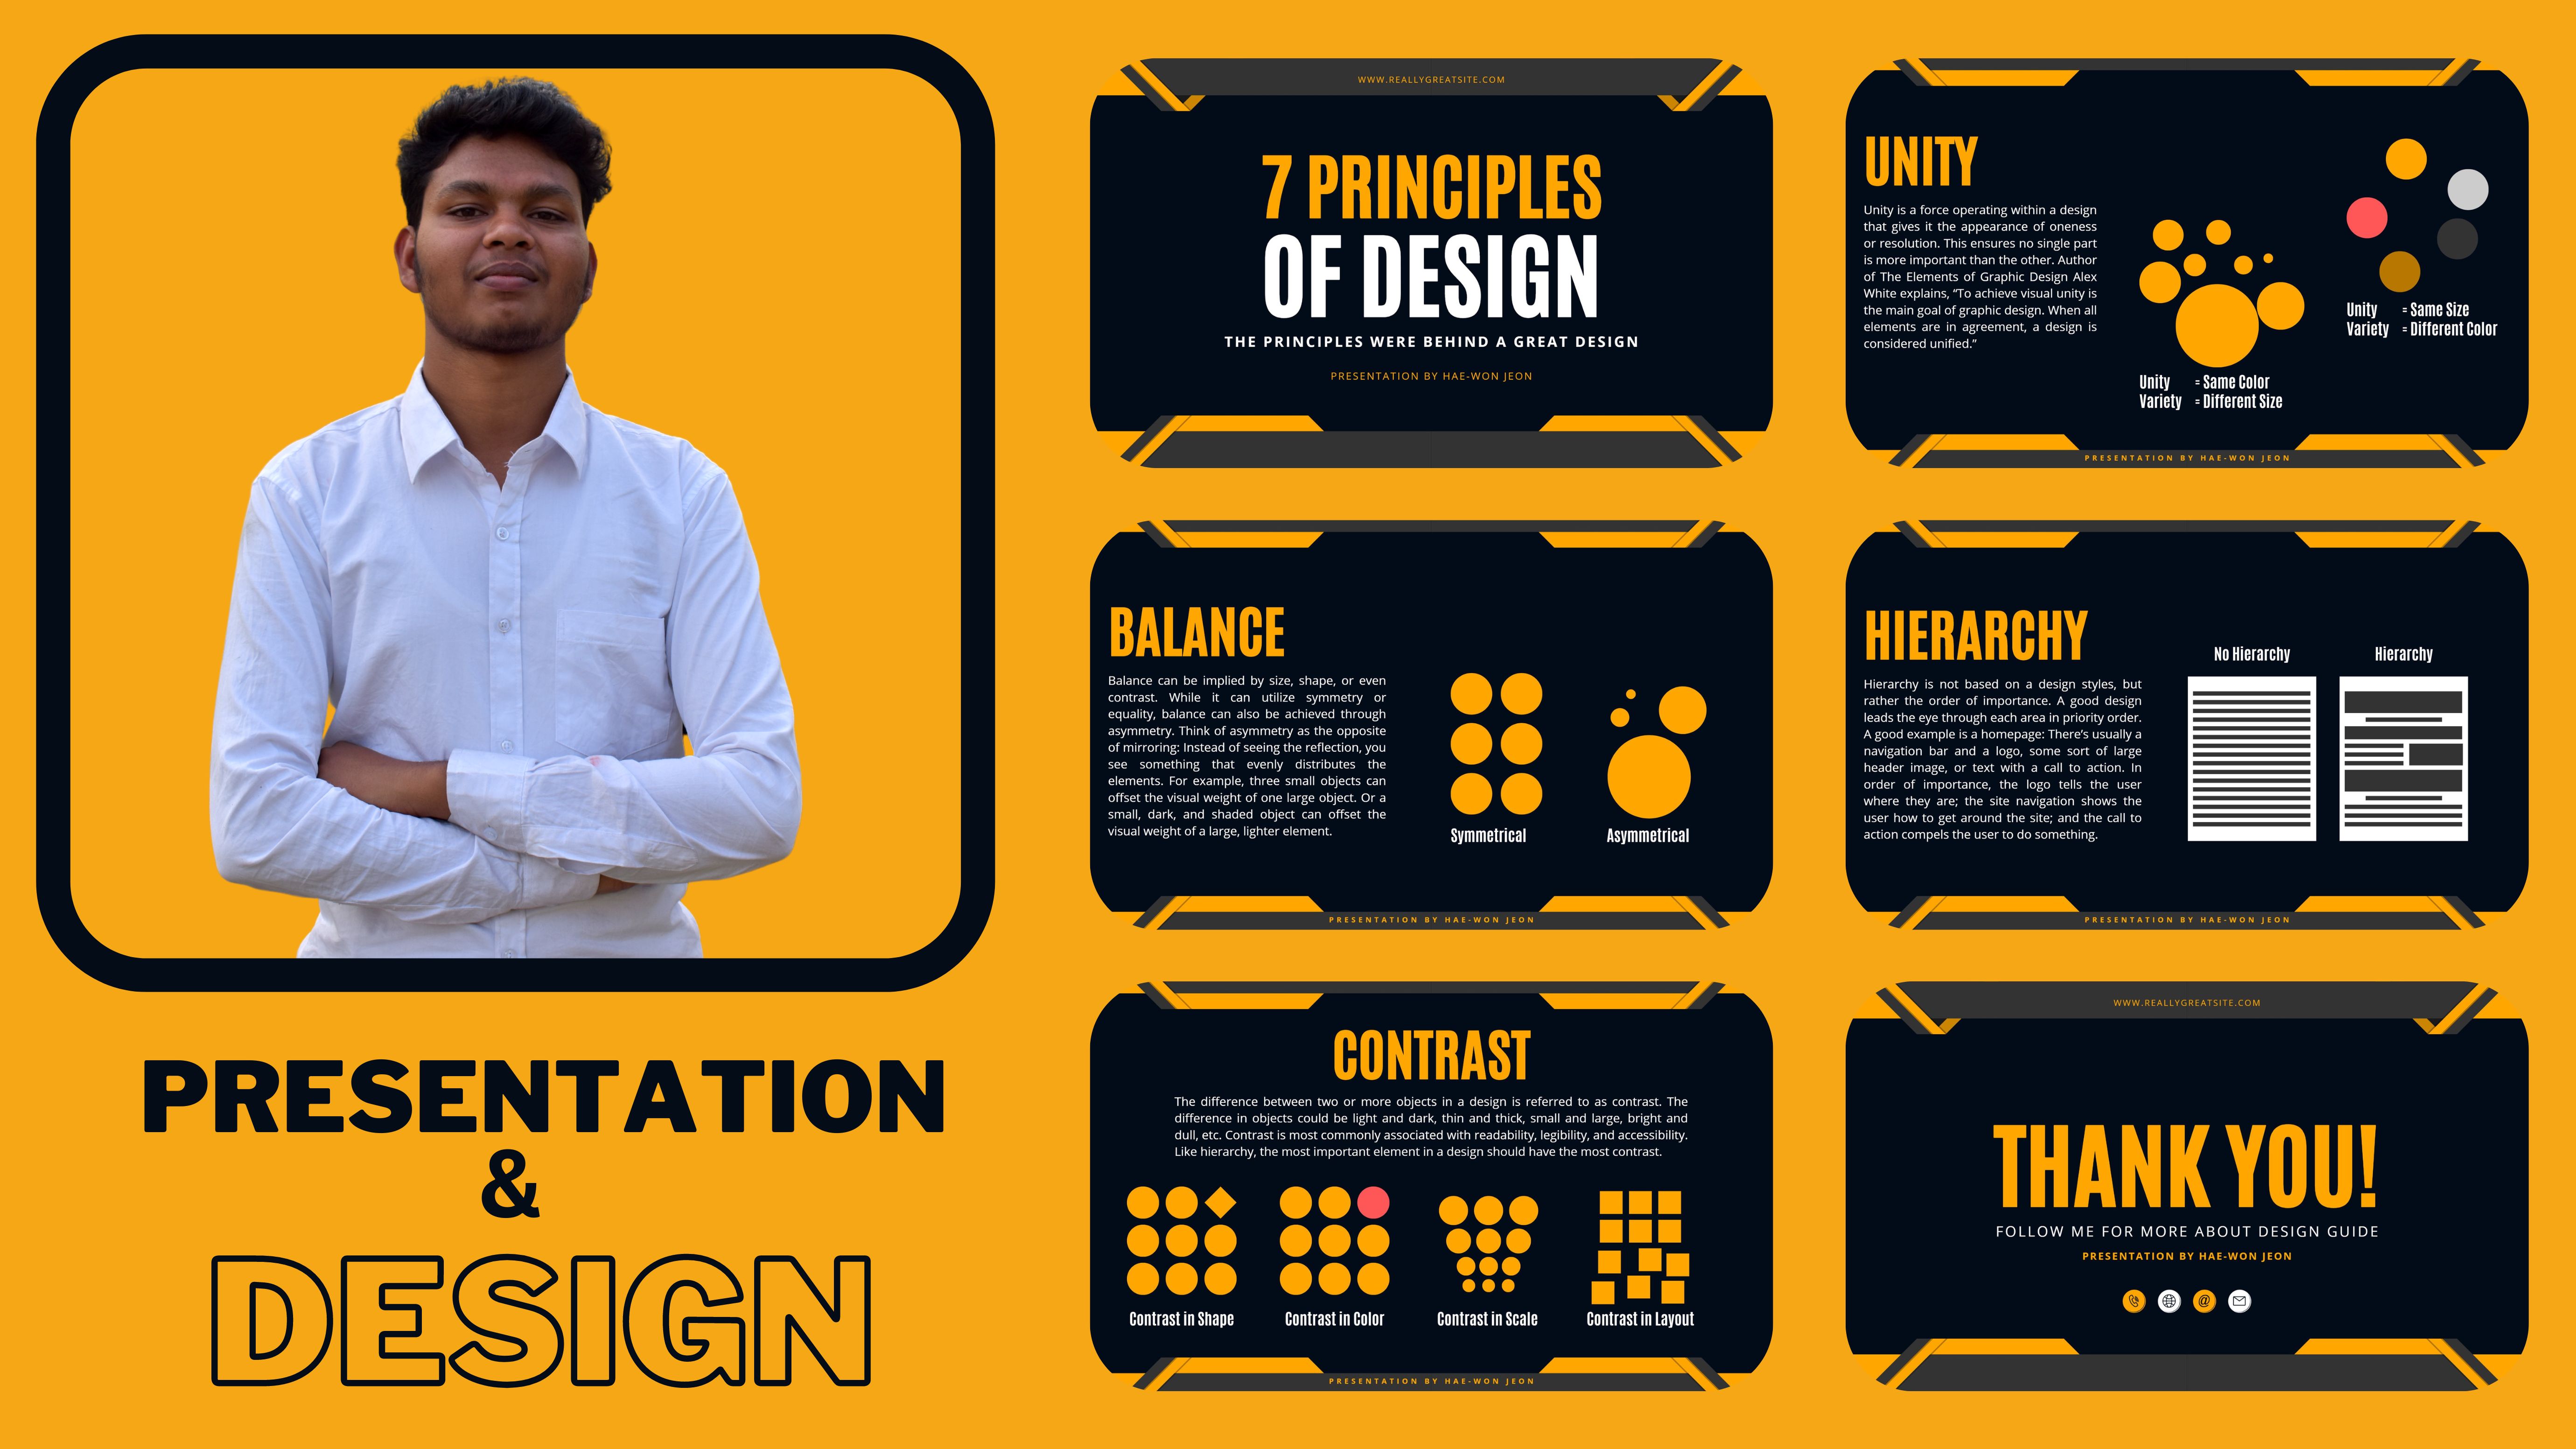 PRESENTATION
&
DESIGN
WWW.REALLYGREATSITE.COM
7 PRINCIPLES
OF DESIGN
THE PRINCIPLES WERE BEHIND A GREAT DESIGN
PRESENTATION BY HAE-WON JEON
UNITY
Unity is a force operating within a design
that gives it the appearance of oneness
or resolution. This ensures no single part
is more important than the other. Author
of The Elements of Graphic Design Alex
White explains, “To achieve visual unity is
the main goal of graphic design. When all
elements are in agreement, a design is
considered unified.”
Unity = Same Color
Variety = Different Size
Unity = Same Size
Variety = Different Color
PRESENTATION BY HAE-WON JEON
BALANCE
Balance can be implied by size, shape, or even
contrast. While it can utilize symmetry or
equality, balance can also be achieved through
asymmetry. Think of asymmetry as the opposite
of mirroring: Instead of seeing the reflection, you
see something that evenly distributes the
elements. For example, three small objects can
offset the visual weight of one large object. Or a
small, dark, and shaded object can offset the
visual weight of a large, lighter element.
Symmetrical
Asymmetrical
PRESENTATION BY HAE-WON JEON
HIERARCHY
Hierarchy is not based on a design styles, but
rather the order of importance. A good design
leads the eye through each area in priority order.
A good example is a homepage: There’s usually a
navigation bar and a logo, some sort of large
header image, or text with a call to action. In
order of importance, the logo tells the user
where they are; the site navigation shows the
user how to get around the site; and the call to
action compels the user to do something.
No Hierarchy
Hierarchy
PRESENTATION BY HAE-WON JEON
CONTRAST
The difference between two or more objects in a design is referred to as contrast. The
difference in objects could be light and dark, thin and thick, small and large, bright and
dull, etc. Contrast is most commonly associated with readability, legibility, and accessibility.
Like hierarchy, the most important element in a design should have the most contrast.
Contrast in Shape
Contrast in Color
Contrast in Scale
Contrast in Layout
PRESENTATION BY HAE-WON JEON
WWW.REALLYGREATSITE.COM
THANK YOU!
FOLLOW ME FOR MORE ABOUT DESIGN GUIDE
PRESENTATION BY HAE-WON JEON
@